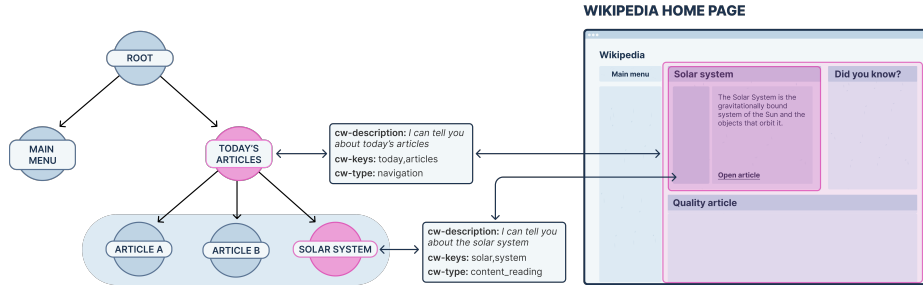 WIKIPEDIA HOME PAGE
ROOT
MAIN
MENU
TODAY'S
ARTICLES
ARTICLE A
ARTICLE B
SOLAR SYSTEM
cw-description: I can tell you
about today's articles
cw-keys: today,articles
cw-type: navigation
cw-description: I can tell you
about the solar system
cw-keys: solar,system
cw-type: content_reading
Wikipedia
Main menu
Solar system
The Solar System is the
gravitationally bound
system of the Sun and the
objects that orbit it.
Open article
Did you know?
Quality article